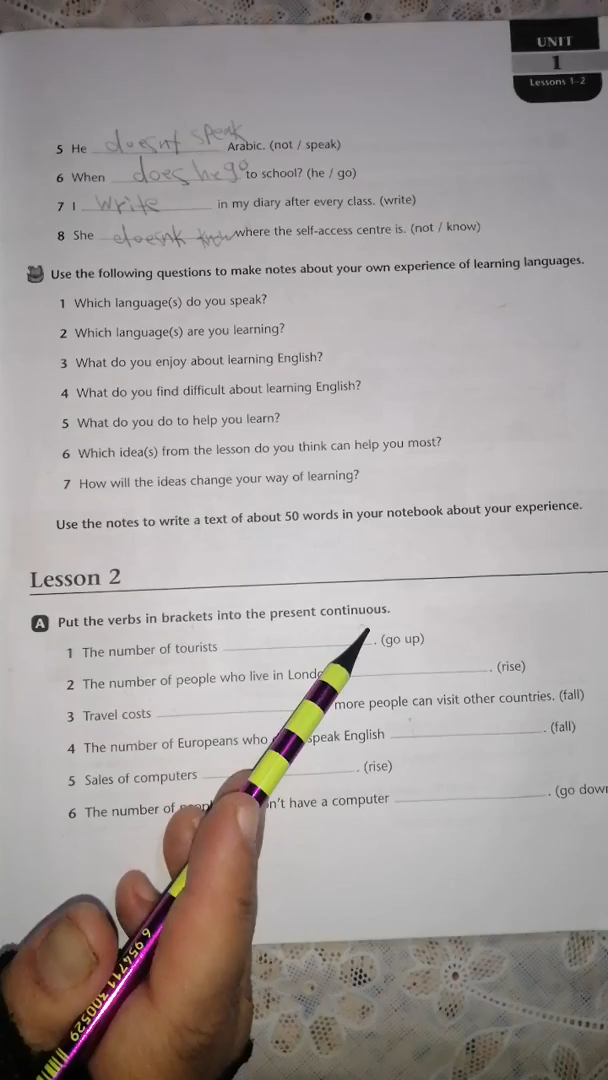 UNIT
1
Lessons 1–2
5 He doesnt speak Arabic. (not / speak)
6 When does he go to school? (he / go)
7 I write in my diary after every class. (write)
8 She doesnt know where the self-access centre is. (not / know)
Use the following questions to make notes about your own experience of learning languages.
1 Which language(s) do you speak?
2 Which language(s) are you learning?
3 What do you enjoy about learning English?
4 What do you find difficult about learning English?
5 What do you do to help you learn?
6 Which idea(s) from the lesson do you think can help you most?
7 How will the ideas change your way of learning?
Use the notes to write a text of about 50 words in your notebook about your experience.
Lesson 2
A Put the verbs in brackets into the present continuous.
1 The number of tourists . (go up)
2 The number of people who live in . (rise)
3 Travel costs more people can visit other countries. (fall)
4 The number of Europeans who speak English . (fall)
5 Sales of computers . (rise)
6 The number of have a computer . (go down
6 954711 300529